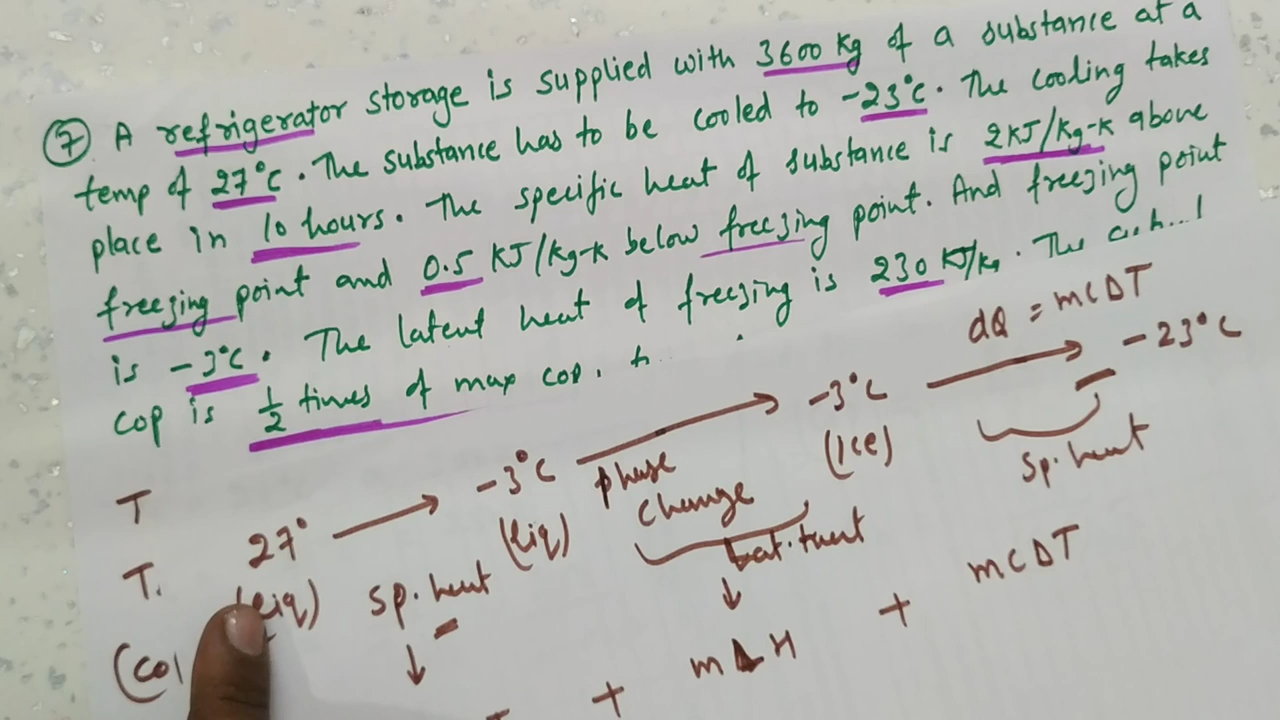 ⑦ A refrigerator storage is supplied with 3600 Kg of a substance at a
temp of 27°C. The substance has to be cooled to -23°C. The cooling takes
place in 10 hours. The specific heat of substance is 2KJ/Kg-K above
freezing point and 0.5 KJ/Kg-K below freezing point. And freezing point
is -3°C. The latent heat of freezing is 230 KJ/Kg. The
cop is 1/2 times of max cop.
dQ = mCΔT
27° → -3°C → -3°C → -23°C
(liq) sp. heat (liq) phase change (Ice) sp. heat
↓ Lat. heat
↓
T
T.
(CO
+ m L H + mCΔT